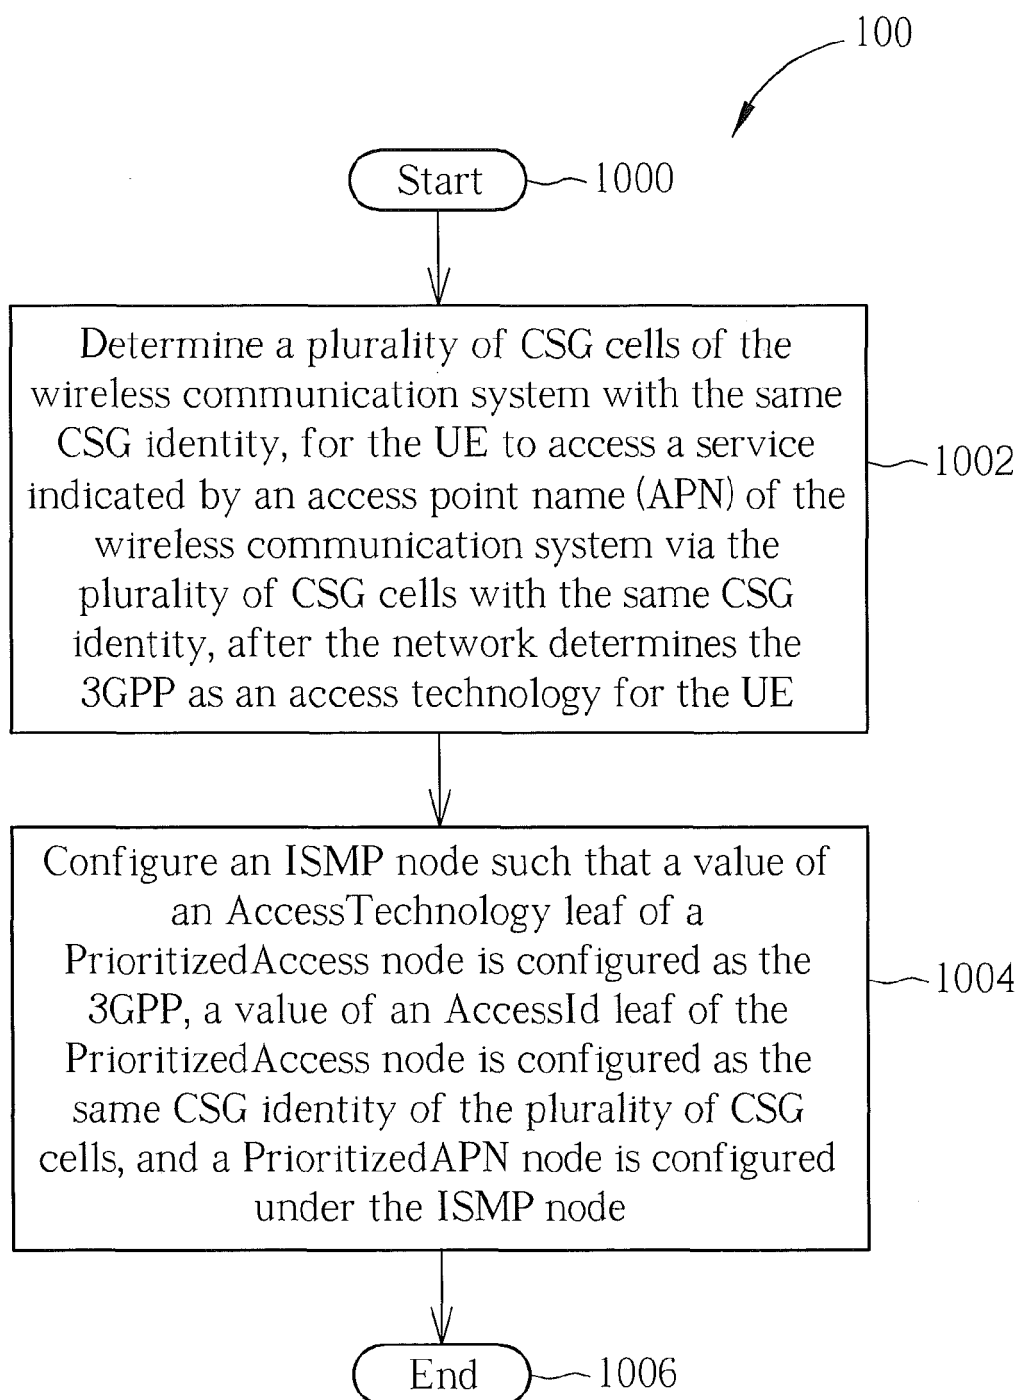 100
Start
1000
Determine a plurality of CSG cells of the
wireless communication system with the same
CSG identity, for the UE to access a service
indicated by an access point name (APN) of the
wireless communication system via the
plurality of CSG cells with the same CSG
identity, after the network determines the
3GPP as an access technology for the UE
1002
Configure an ISMP node such that a value of
an AccessTechnology leaf of a
PrioritizedAccess node is configured as the
3GPP, a value of an AccessId leaf of the
PrioritizedAccess node is configured as the
same CSG identity of the plurality of CSG
cells, and a PrioritizedAPN node is configured
under the ISMP node
1004
End
1006